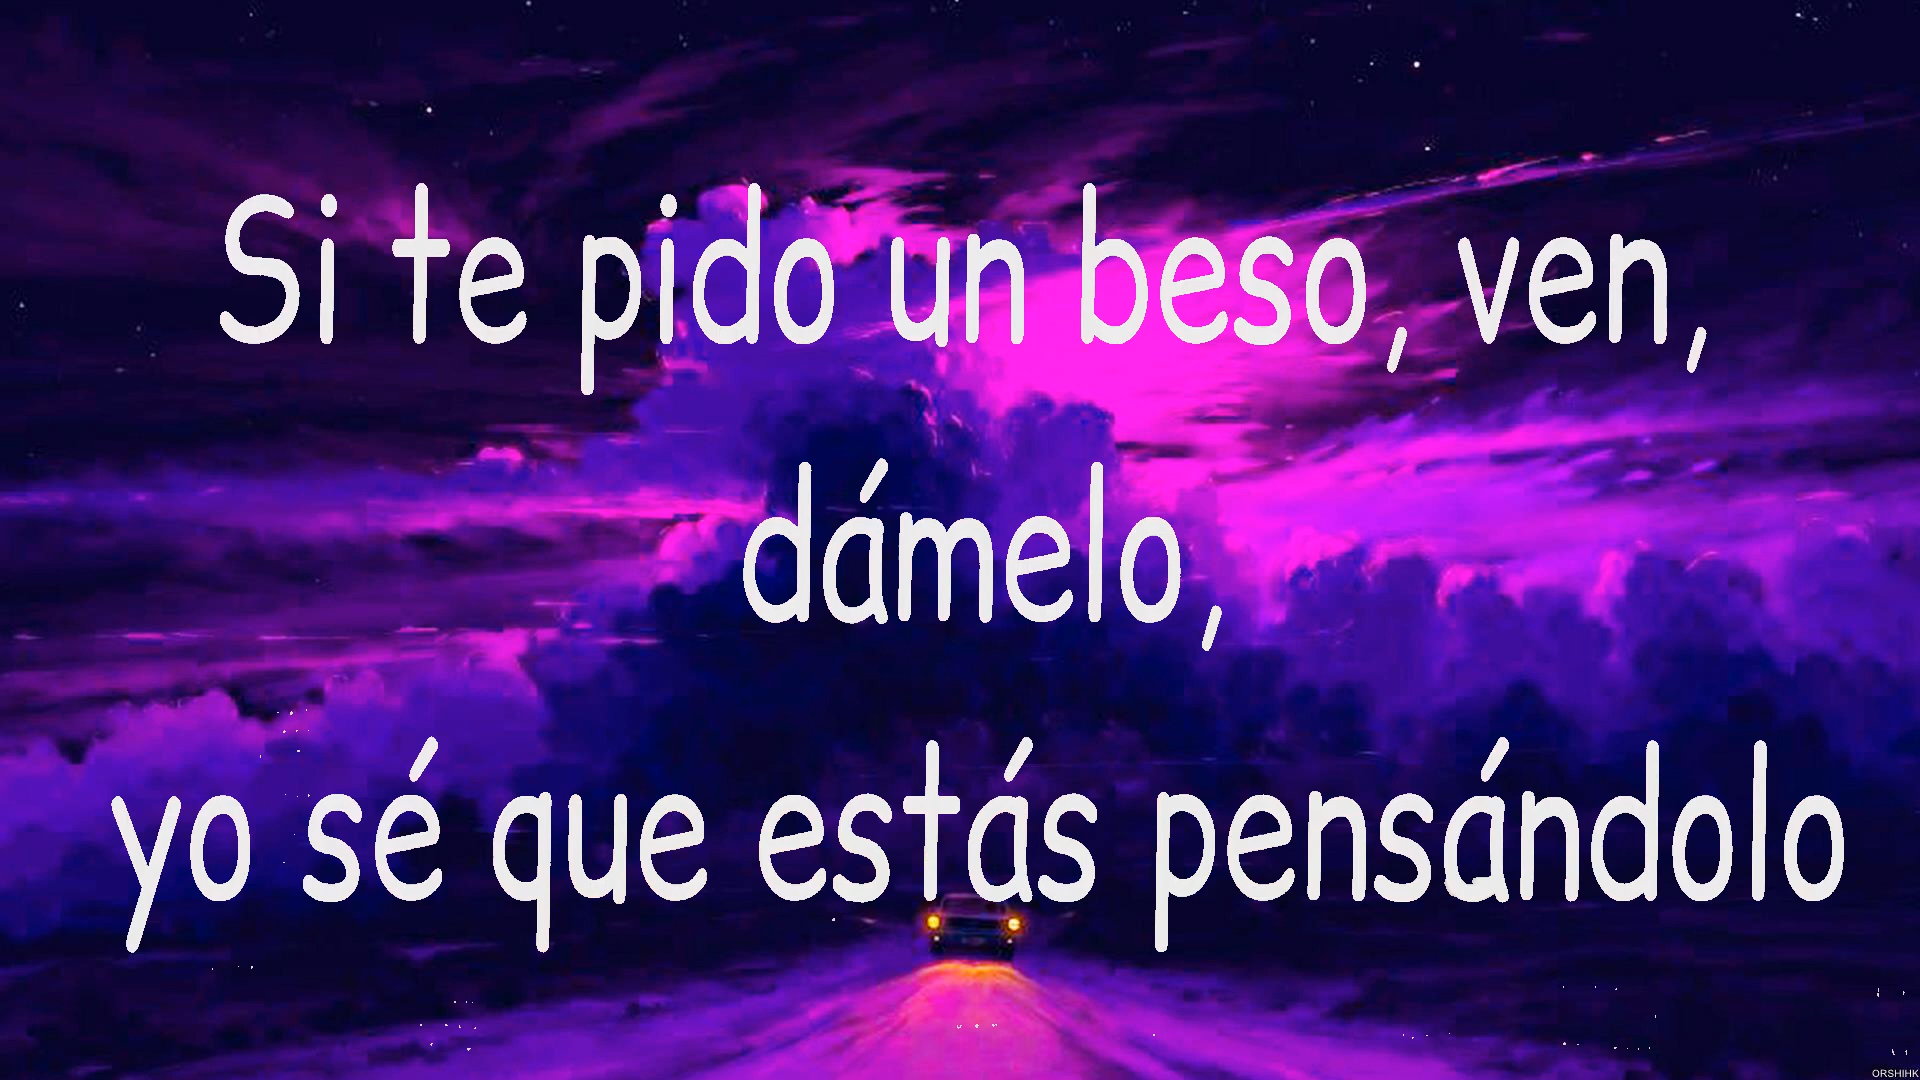 Si te pido un beso, ven,
dámelo,
yo sé que estás pensándolo
ORSHIHK